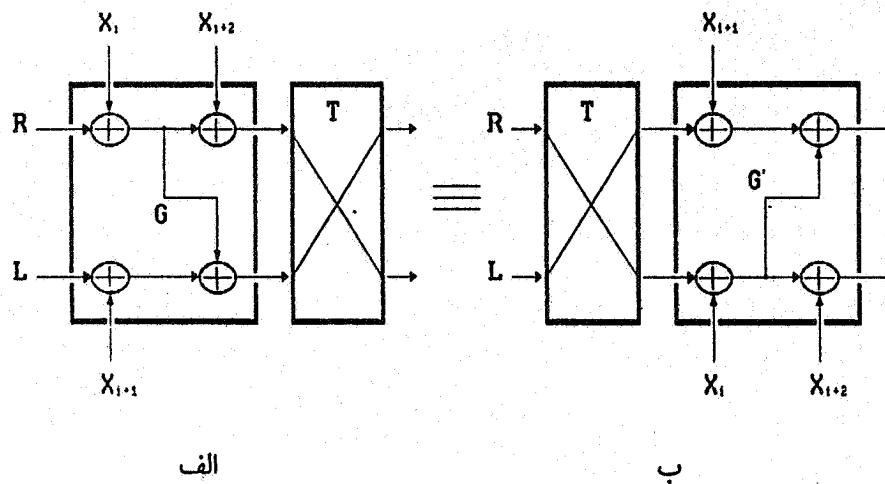 X₁ X₁₊₂ X₁₊₁
T T
R R
G G'
L L
X₁₊₁ X₁ X₁₊₂
الف ب